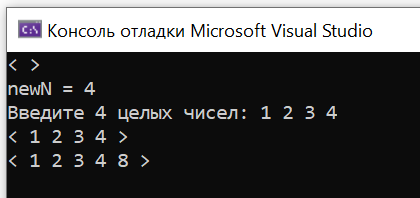 Консоль отладки Microsoft Visual Studio
< >
newN = 4
Введите 4 целых чисел: 1 2 3 4
< 1 2 3 4 >
< 1 2 3 4 8 >